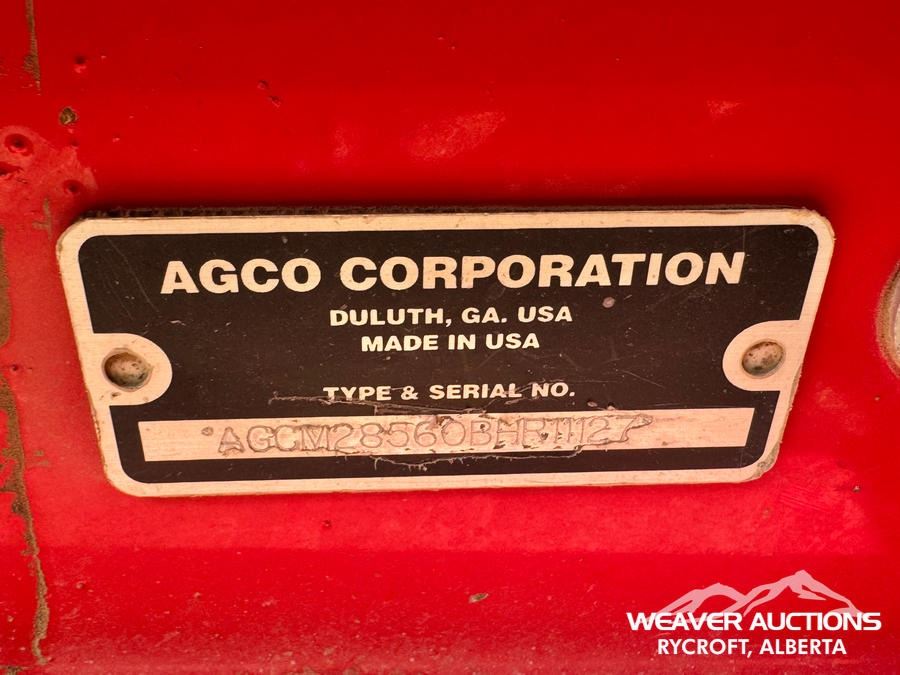 AGCO CORPORATION
DULUTH, GA. USA
MADE IN USA
TYPE & SERIAL NO.
AGCM28560BHR11127
WEAVER AUCTIONS
RYCROFT, ALBERTA